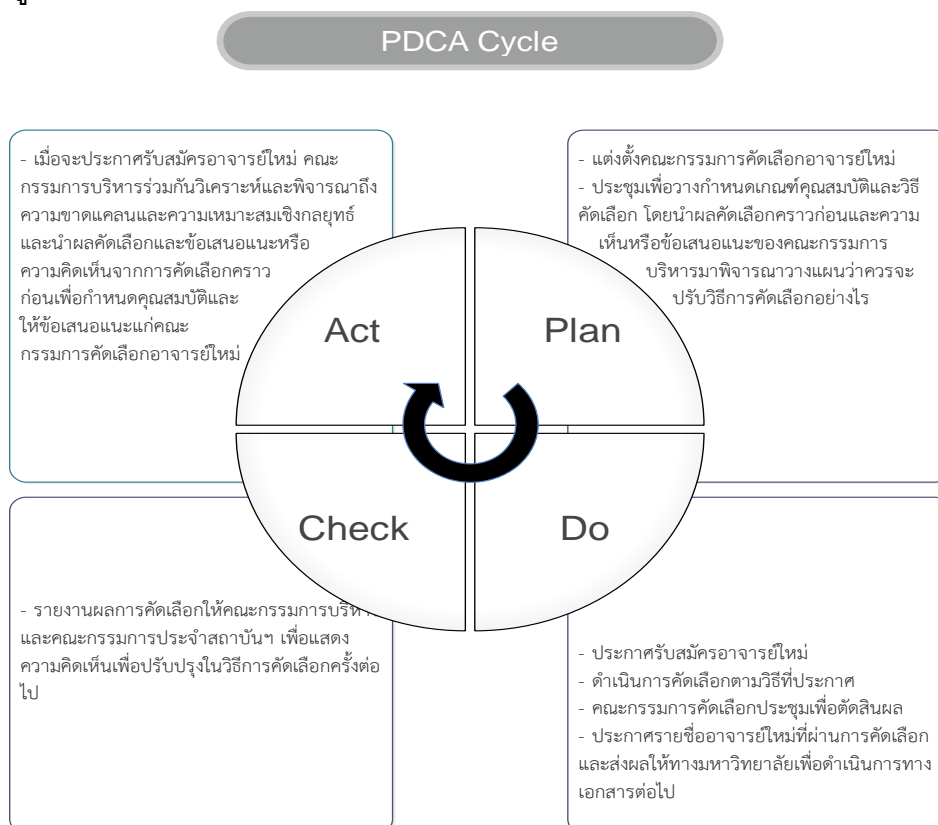 PDCA Cycle
- เมื่อจะประกาศรับสมัครอาจารย์ใหม่ คณะ
กรรมการบริหารร่วมกันวิเคราะห์และพิจารณาถึง
ความขาดแคลนและความเหมาะสมเชิงกลยุทธ์
และนำผลคัดเลือกและข้อเสนอแนะหรือ
ความคิดเห็นจากการคัดเลือกคราว
ก่อนเพื่อกำหนดคุณสมบัติและ
ให้ข้อเสนอแนะแก่คณะ
กรรมการคัดเลือกอาจารย์ใหม่
- แต่งตั้งคณะกรรมการคัดเลือกอาจารย์ใหม่
- ประชุมเพื่อวางกำหนดเกณฑ์คุณสมบัติและวิธี
คัดเลือก โดยนำผลคัดเลือกคราวก่อนและความ
เห็นหรือข้อเสนอแนะของคณะกรรมการ
บริหารมาพิจารณาวางแผนว่าควรจะ
ปรับวิธีการคัดเลือกอย่างไร
Act
Plan
Check
Do
- รายงานผลการคัดเลือกให้คณะกรรมการบริหาร
และคณะกรรมการประจำสถาบันฯ เพื่อแสดง
ความคิดเห็นเพื่อปรับปรุงในวิธีการคัดเลือกครั้งต่อ
ไป
- ประกาศรับสมัครอาจารย์ใหม่
- ดำเนินการคัดเลือกตามวิธีที่ประกาศ
- คณะกรรมการคัดเลือกประชุมเพื่อตัดสินผล
- ประกาศรายชื่ออาจารย์ใหม่ที่ผ่านการคัดเลือก
และส่งผลให้ทางมหาวิทยาลัยเพื่อดำเนินการทาง
เอกสารต่อไป